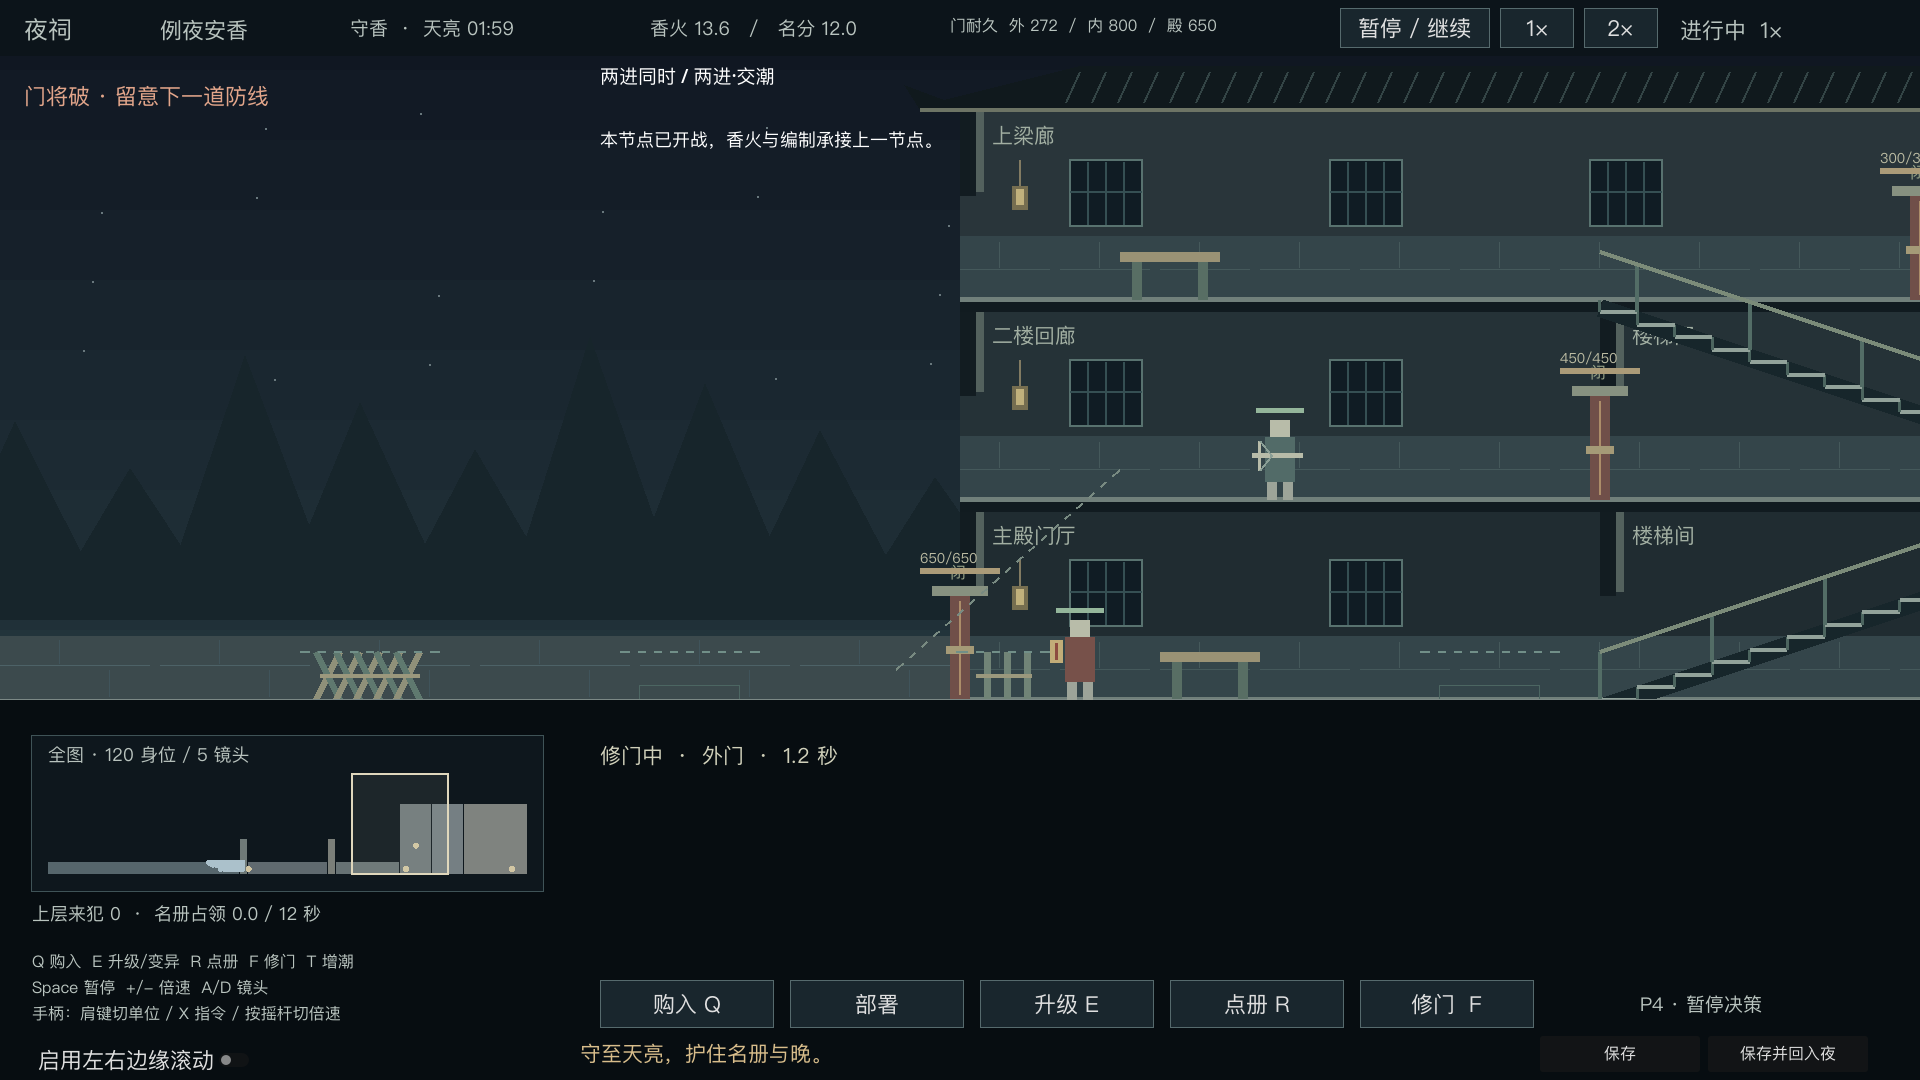 夜祠
例夜安香
守香 · 天亮 01:59
香火 13.6 / 名分 12.0
门耐久 外 272 / 内 800 / 殿 650
暂停 / 继续
1×
2×
进行中 1×
门将破 · 留意下一道防线
两进同时 / 两进·交潮
本节点已开战，香火与编制承接上一节点。
上梁廊
二楼回廊
450/450
闭
主殿门厅
楼梯间
650/650
闭
全图 · 120 身位 / 5 镜头
修门中 · 外门 · 1.2 秒
上层来犯 0 · 名册占领 0.0 / 12 秒
Q 购入 E 升级/变异 R 点册 F 修门 T 增潮
Space 暂停 +/− 倍速 A/D 镜头
手柄：肩键切单位 / X 指令 / 按摇杆切倍速
启用左右边缘滚动
购入 Q
部署
升级 E
点册 R
修门 F
P4 · 暂停决策
守至天亮，护住名册与晚。
保存
保存并回入夜